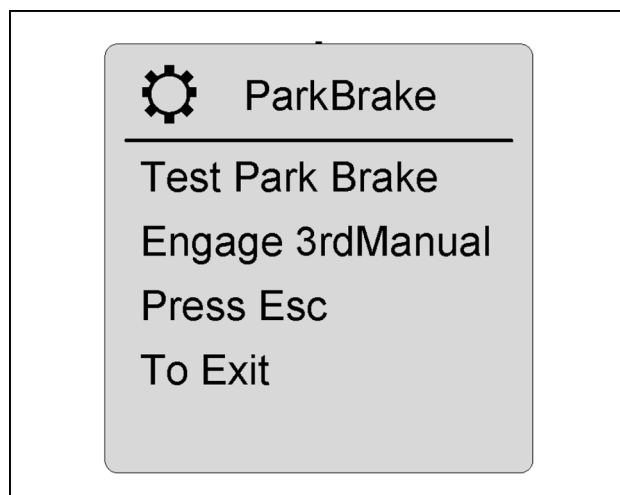 ParkBrake
Test Park Brake
Engage 3rdManual
Press Esc
To Exit